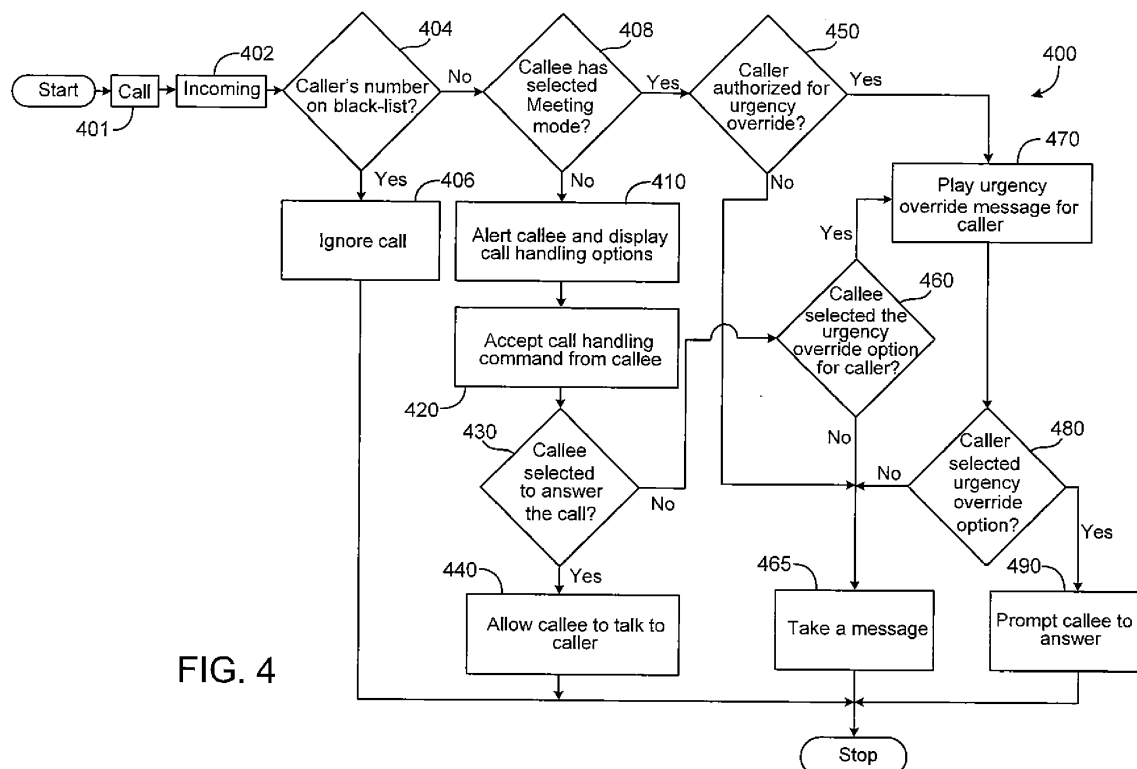 404
408
450
400
402
Start
Call
Incoming
401
Caller's number
on black-list?
No
Callee has
selected
Meeting
mode?
Yes
Caller
authorized for
urgency
override?
Yes
Yes
406
No
410
No
470
Ignore call
Alert callee and display
call handling options
Play urgency
override message for
caller
Yes
460
Accept call handling
command from callee
420
Callee
selected the
urgency
override option
for caller?
No
430
Callee
selected
to answer
the call?
No
480
Caller
selected
urgency
override
option?
No
Yes
Yes
440
Allow callee to talk to
caller
465
Take a message
490
Prompt callee to
answer
FIG. 4
Stop